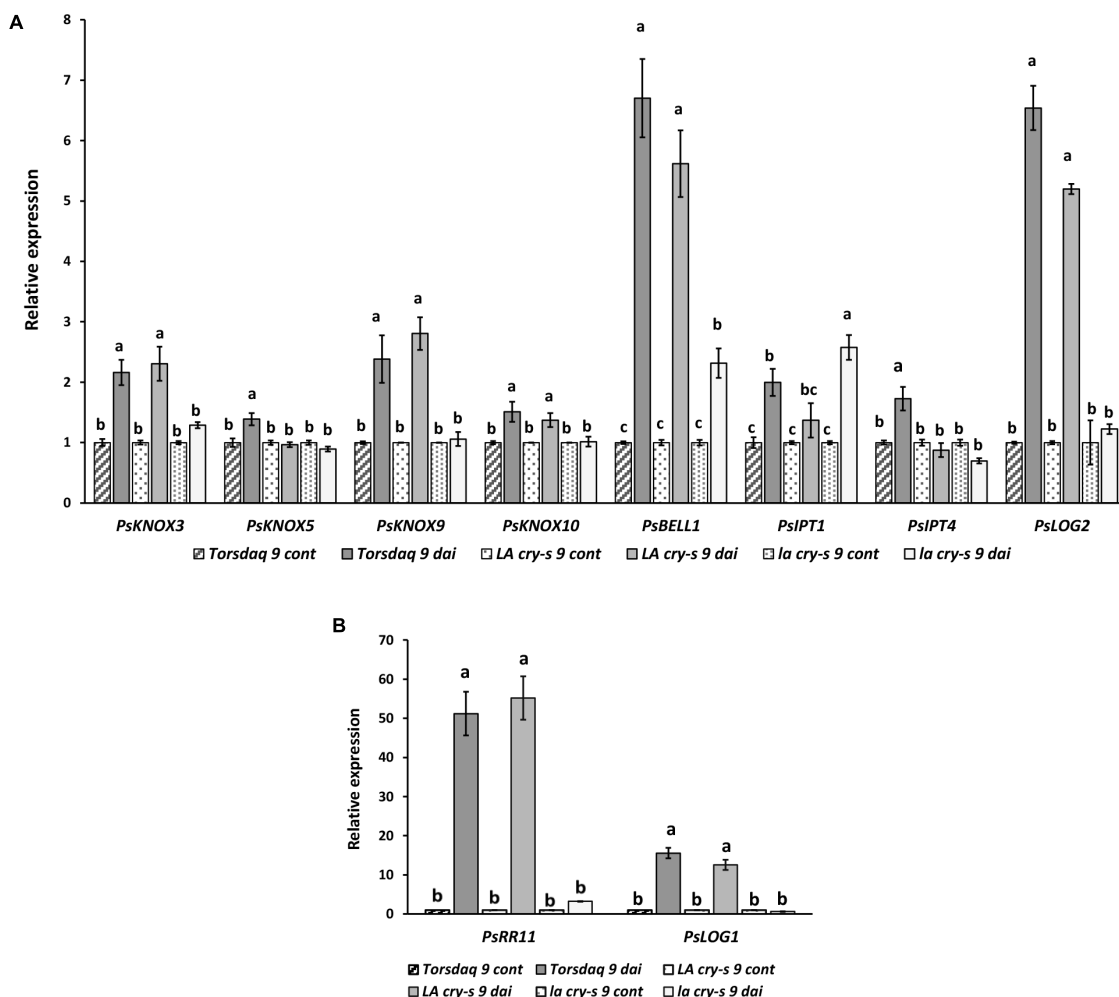 A
Relative expression
8
7
6
5
4
3
2
1
0
b a b a b b
b a b b b b
b a b a b b
b a b a b b
c a c a c b
c b c bc c a
b a b b b b
b a b a b b
PsKNOX3 PsKNOX5 PsKNOX9 PsKNOX10 PsBELL1 PsIPT1 PsIPT4 PsLOG2
Torsdaq 9 cont Torsdaq 9 dai LA cry-s 9 cont LA cry-s 9 dai la cry-s 9 cont la cry-s 9 dai
B
Relative expression
70
60
50
40
30
20
10
0
b a b a b b
b a b a b b
PsRR11 PsLOG1
Torsdaq 9 cont Torsdaq 9 dai LA cry-s 9 cont
LA cry-s 9 dai la cry-s 9 cont la cry-s 9 dai